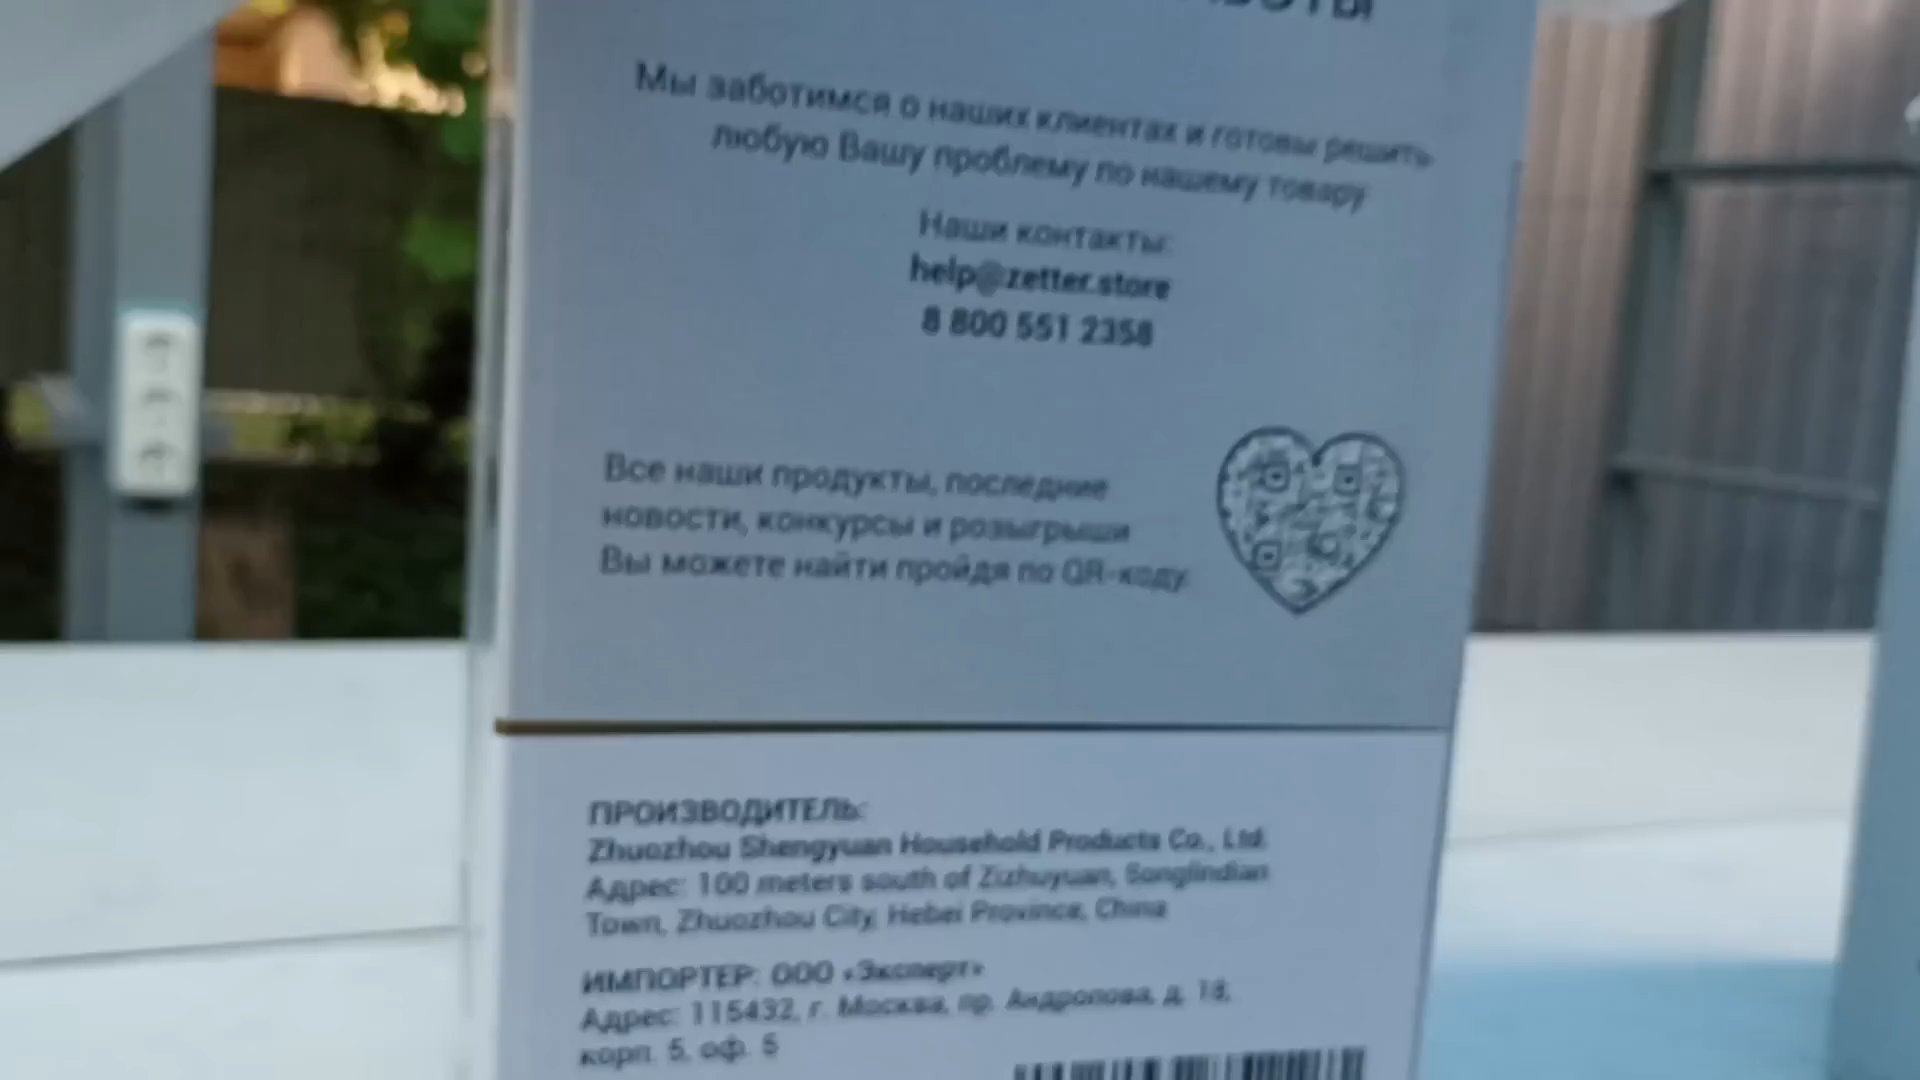 Мы заботимся о наших клиентах и готовы решить
любую Вашу проблему по нашему товару
Наши контакты:
help@zetter.store
8 800 551 2358
Все наши продукты, последние
новости, конкурсы и розыгрыши
Вы можете найти пройдя по QR-коду
ПРОИЗВОДИТЕЛЬ:
Zhuozhou Shengyuan Household Products Co., Ltd.
Адрес: 100 meters south of Zizhuyuan, Songlindian
Town, Zhuozhou City, Hebei Province, China
ИМПОРТЕР: ООО «Эксперт»
Адрес: 115432, г. Москва, пр. Андропова, д. 18,
корп. 5, оф. 5